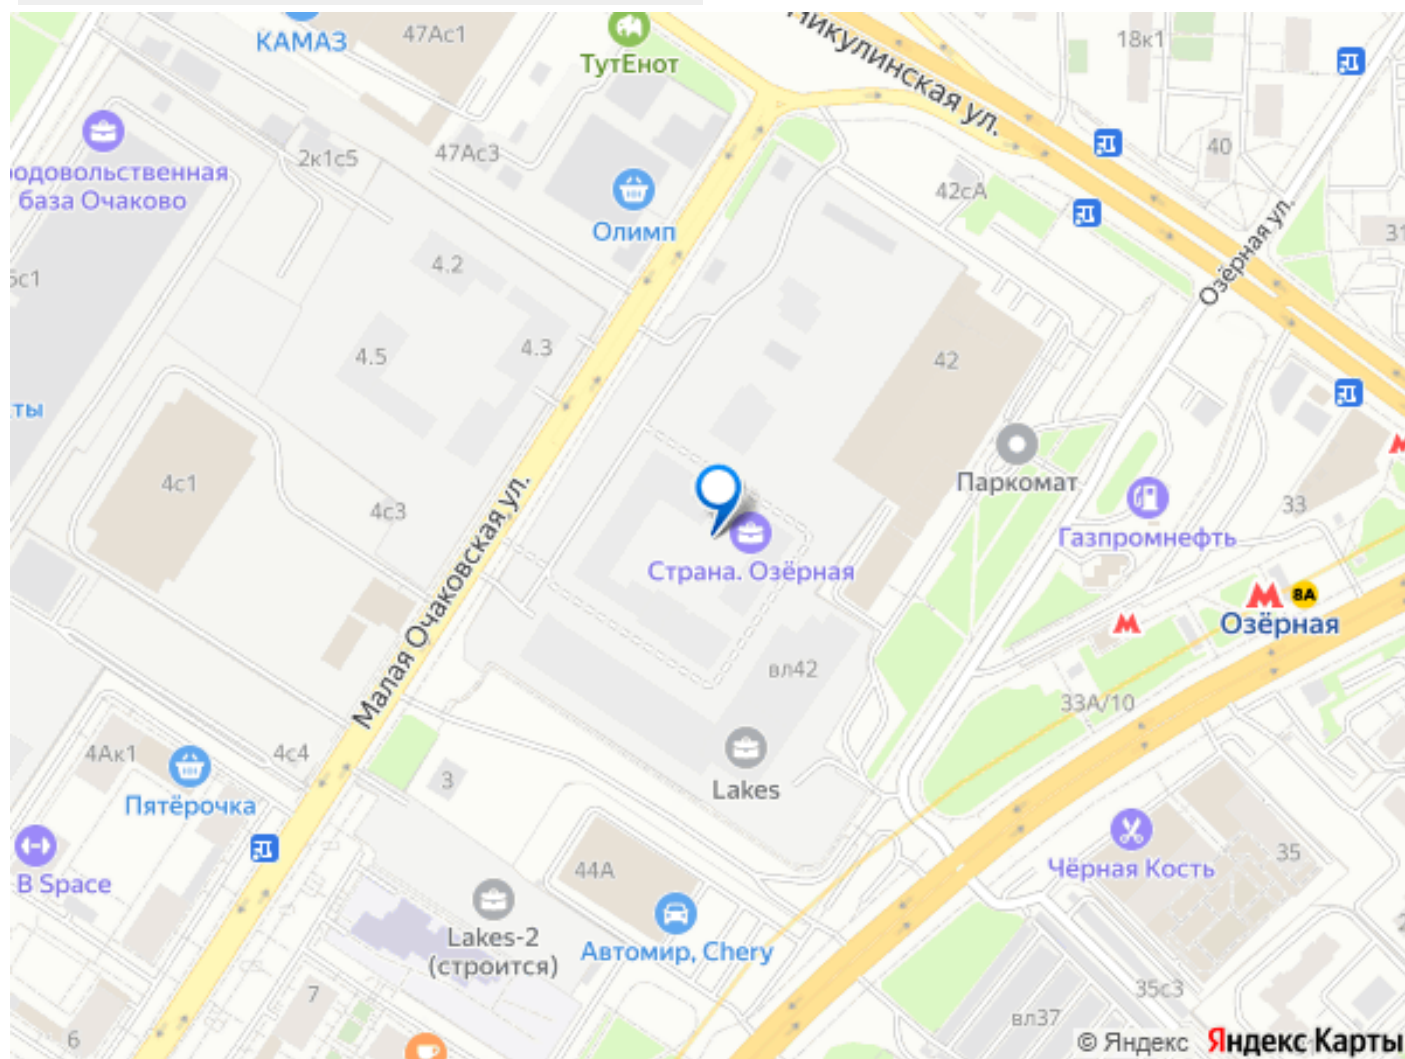 КАМАЗ
47Ас1
ТутЕнот
Никулинская ул.
18к1
2к1с5
47Ас3
40
одовольственная
база Очаково
Олимп
42сА
31
Озёрная ул.
4.2
4.5
4.3
42
ты
4с1
4с3
Малая Очаковская ул.
Паркомат
33
Газпромнефть
Страна. Озёрная
8А
Озёрная
вл42
33А/10
4Ак1
4с4
3
Lakes
Пятёрочка
B Space
44А
Чёрная Кость
35
Lakes-2
(строится)
Автомир, Chery
7
6
35с3
вл37
© Яндекс Яндекс Карты